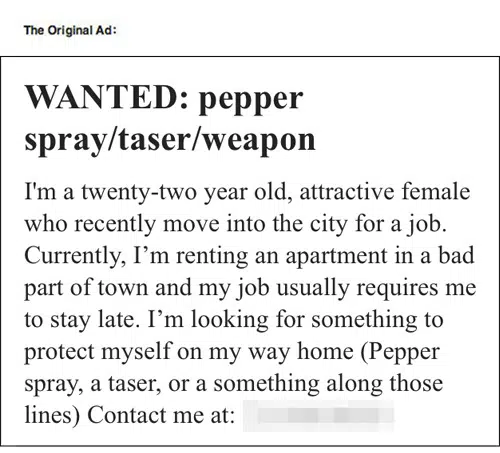 The Original Ad:
WANTED: pepper
spray/taser/weapon
I'm a twenty-two year old, attractive female
who recently move into the city for a job.
Currently, I’m renting an apartment in a bad
part of town and my job usually requires me
to stay late. I’m looking for something to
protect myself on my way home (Pepper
spray, a taser, or a something along those
lines) Contact me at: